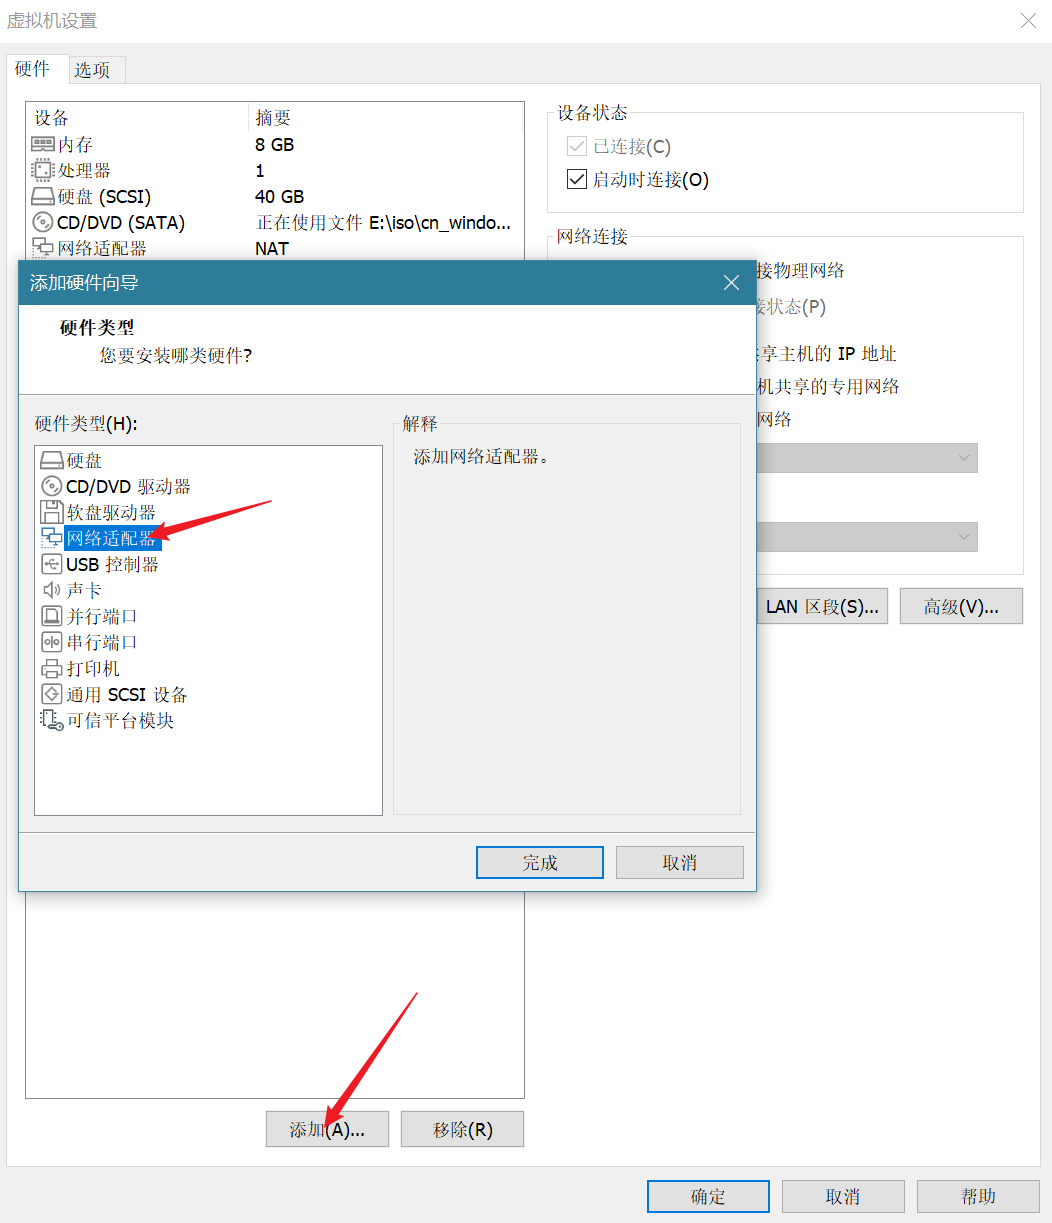 虚拟机设置
硬件 选项
设备 摘要
内存 8 GB
处理器 1
硬盘 (SCSI) 40 GB
CD/DVD (SATA) 正在使用文件 E:\iso\cn_windo...
网络适配器 NAT
设备状态
已连接(C)
启动时连接(O)
网络连接
接物理网络
接状态(P)
享主机的 IP 地址
机共享的专用网络
网络
LAN 区段(S)... 高级(V)...
添加硬件向导
硬件类型
您要安装哪类硬件?
硬件类型(H):
硬盘
CD/DVD 驱动器
软盘驱动器
网络适配器
USB 控制器
声卡
并行端口
串行端口
打印机
通用 SCSI 设备
可信平台模块
解释
添加网络适配器。
完成 取消
添加(A)... 移除(R)
确定 取消 帮助